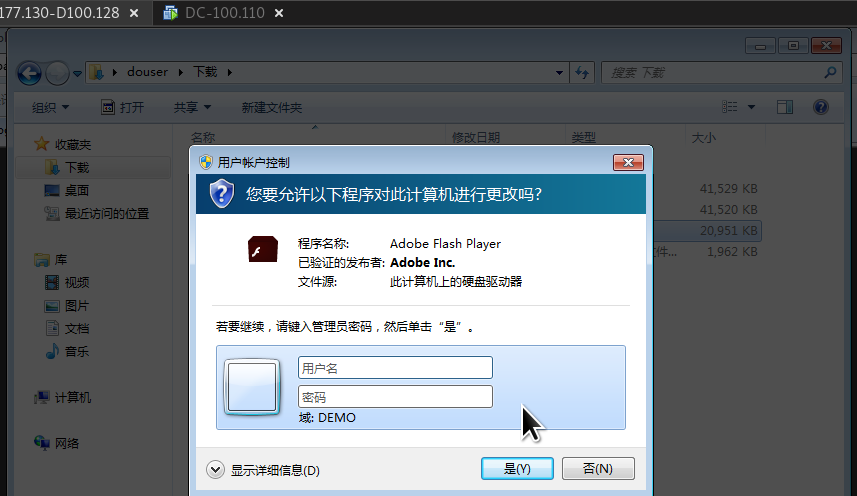 177.130-D100.128
DC-100.110
douser 下载
搜索 下载
组织 打开 共享 新建文件夹
名称 修改日期 类型 大小
收藏夹
下载
桌面
最近访问的位置
库
视频
图片
文档
音乐
计算机
网络
41,529 KB
41,520 KB
20,951 KB
文件... 1,962 KB
用户帐户控制
您要允许以下程序对此计算机进行更改吗?
程序名称: Adobe Flash Player
已验证的发布者: Adobe Inc.
文件源: 此计算机上的硬盘驱动器
若要继续，请键入管理员密码，然后单击“是”。
用户名
密码
域: DEMO
显示详细信息(D)
是(Y)
否(N)